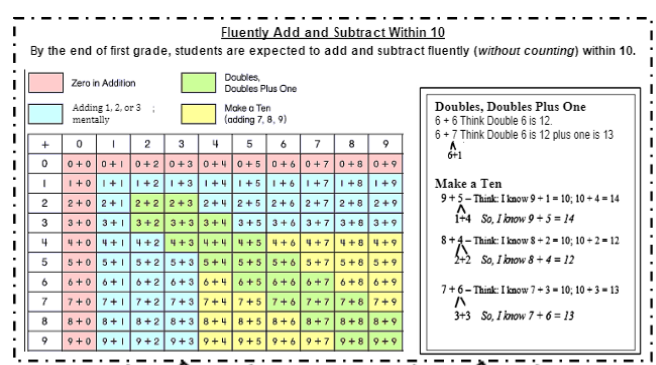 Fluently Add and Subtract Within 10
By the end of first grade, students are expected to add and subtract fluently (without counting) within 10.
Zero in Addition
Doubles,
Doubles Plus One
Adding 1, 2, or 3 ;
mentally
Make a Ten
(adding 7, 8, 9)
+ 0 1 2 3 4 5 6 7 8 9
0 0+0 0+1 0+2 0+3 0+4 0+5 0+6 0+7 0+8 0+9
1 1+0 1+1 1+2 1+3 1+4 1+5 1+6 1+7 1+8 1+9
2 2+0 2+1 2+2 2+3 2+4 2+5 2+6 2+7 2+8 2+9
3 3+0 3+1 3+2 3+3 3+4 3+5 3+6 3+7 3+8 3+9
4 4+0 4+1 4+2 4+3 4+4 4+5 4+6 4+7 4+8 4+9
5 5+0 5+1 5+2 5+3 5+4 5+5 5+6 5+7 5+8 5+9
6 6+0 6+1 6+2 6+3 6+4 6+5 6+6 6+7 6+8 6+9
7 7+0 7+1 7+2 7+3 7+4 7+5 7+6 7+7 7+8 7+9
8 8+0 8+1 8+2 8+3 8+4 8+5 8+6 8+7 8+8 8+9
9 9+0 9+1 9+2 9+3 9+4 9+5 9+6 9+7 9+8 9+9
Doubles, Doubles Plus One
6 + 6 Think Double 6 is 12.
6 + 7 Think Double 6 is 12 plus one is 13
6+1
Make a Ten
9 + 5 – Think: I know 9 + 1 = 10; 10 + 4 = 14
1+4 So, I know 9 + 5 = 14
8 + 4 – Think: I know 8 + 2 = 10; 10 + 2 = 12
2+2 So, I know 8 + 4 = 12
7 + 6 – Think: I know 7 + 3 = 10; 10 + 3 = 13
3+3 So, I know 7 + 6 = 13